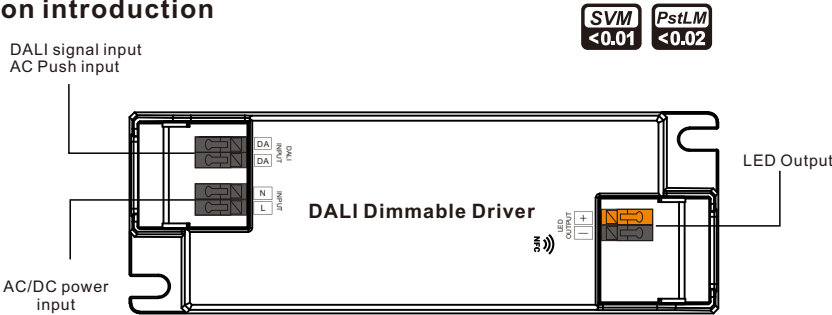 on introduction
SVM
<0.01
PstLM
<0.02
DALI signal input
AC Push input
DA
DA
DALI
INPUT
N
L
INPUT
LED Output
DALI Dimmable Driver
LED
OUTPUT
+
—
NFC
AC/DC power
input